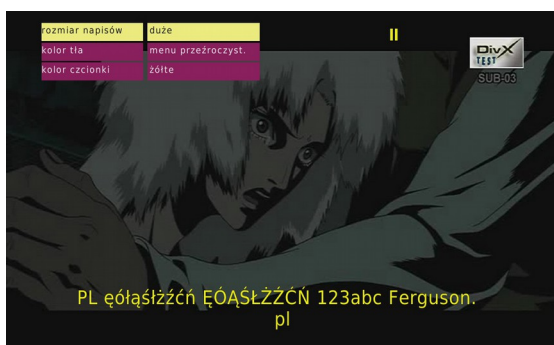 rozmiar napisów duże
kolor tła menu przeźroczyst.
kolor czcionki żółte
DivX
TEST
SUB-03
PL ęółąśłżźćń ĘÓĄŚŁŻŹĆŃ 123abc Ferguson.
pl